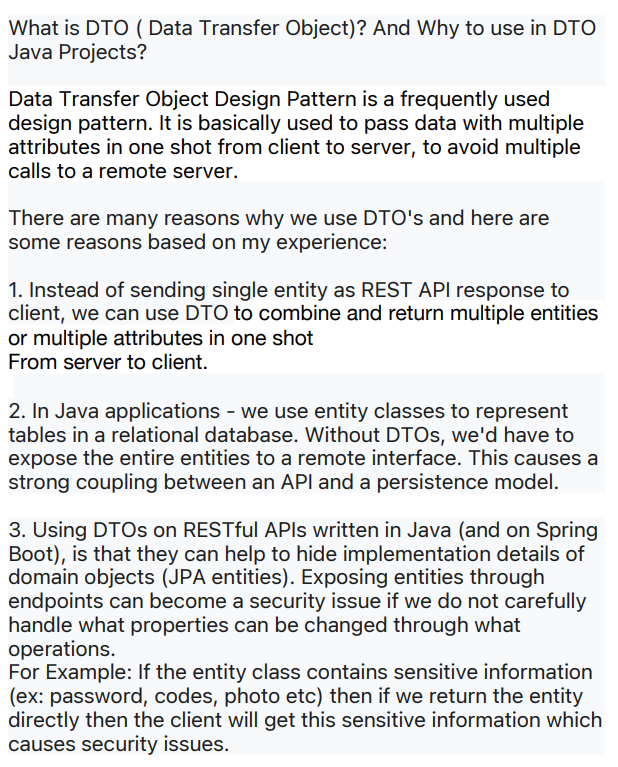 What is DTO ( Data Transfer Object)? And Why to use in DTO
Java Projects?
Data Transfer Object Design Pattern is a frequently used
design pattern. It is basically used to pass data with multiple
attributes in one shot from client to server, to avoid multiple
calls to a remote server.
There are many reasons why we use DTO's and here are
some reasons based on my experience:
1. Instead of sending single entity as REST API response to
client, we can use DTO to combine and return multiple entities
or multiple attributes in one shot
From server to client.
2. In Java applications - we use entity classes to represent
tables in a relational database. Without DTOs, we'd have to
expose the entire entities to a remote interface. This causes a
strong coupling between an API and a persistence model.
3. Using DTOs on RESTful APIs written in Java (and on Spring
Boot), is that they can help to hide implementation details of
domain objects (JPA entities). Exposing entities through
endpoints can become a security issue if we do not carefully
handle what properties can be changed through what
operations.
For Example: If the entity class contains sensitive information
(ex: password, codes, photo etc) then if we return the entity
directly then the client will get this sensitive information which
causes security issues.